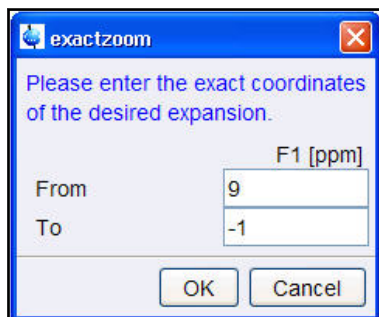 exactzoom
Please enter the exact coordinates
of the desired expansion.
F1 [ppm]
From 9
To -1
OK Cancel